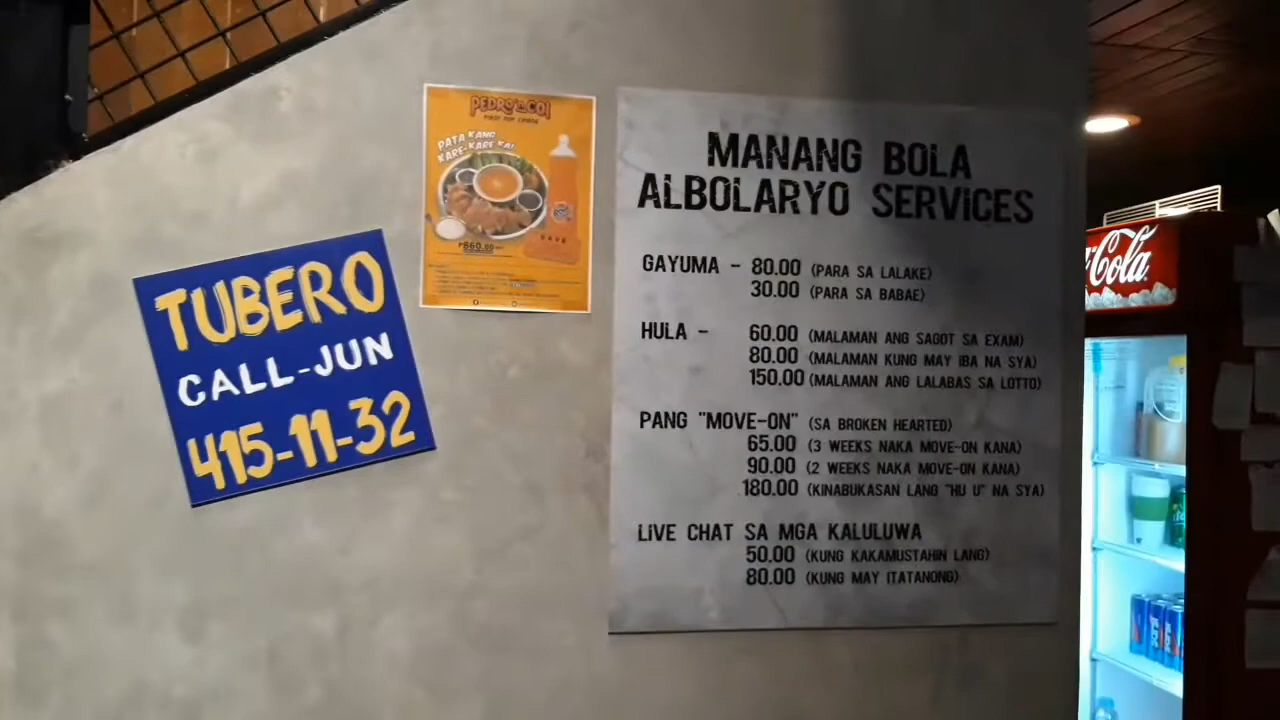 TUBERO
CALL-JUN
415-11-32
PEDRO 'n COI
PATA KANG
KARE-KARE KA!
₱860.00
SAVE
MANANG BOLA
ALBOLARYO SERVICES
GAYUMA - 80.00 (PARA SA LALAKE)
30.00 (PARA SA BABAE)
HULA - 60.00 (MALAMAN ANG SAGOT SA EXAM)
80.00 (MALAMAN KUNG MAY IBA NA SYA)
150.00 (MALAMAN ANG LALABAS SA LOTTO)
PANG "MOVE-ON" (SA BROKEN HEARTED)
65.00 (3 WEEKS NAKA MOVE-ON KANA)
90.00 (2 WEEKS NAKA MOVE-ON KANA)
180.00 (KINABUKASAN LANG "HU U" NA SYA)
LIVE CHAT SA MGA KALULUWA
50.00 (KUNG KAKAMUSTAHIN LANG)
80.00 (KUNG MAY ITATANONG)
Cola